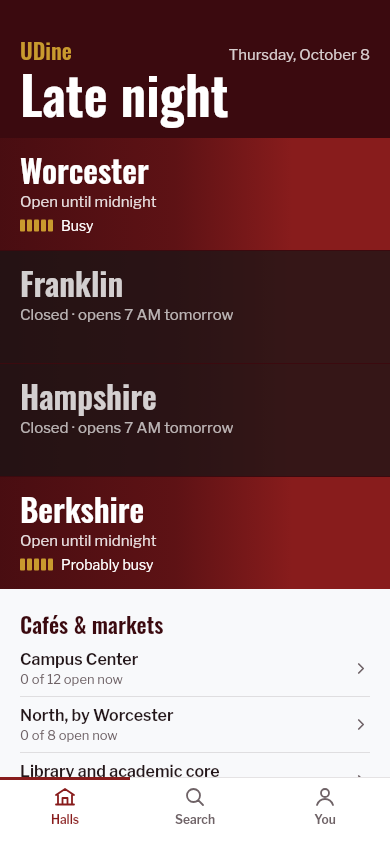 UDine
Thursday, October 8
Late night
Worcester
Open until midnight
Busy
Franklin
Closed · opens 7 AM tomorrow
Hampshire
Closed · opens 7 AM tomorrow
Berkshire
Open until midnight
Probably busy
Cafés & markets
Campus Center
0 of 12 open now
North, by Worcester
0 of 8 open now
Library and academic core
Halls
Search
You